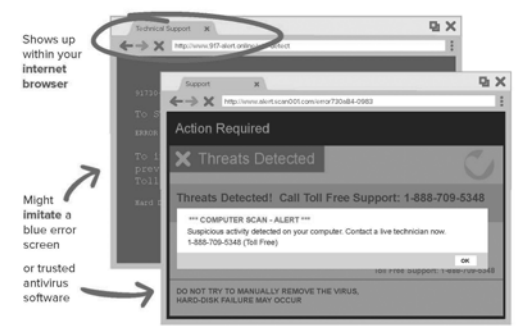 Shows up
within your
internet
browser
Might
imitate a
blue error
screen
or trusted
antivirus
software
Technical Support
http://www.917-alert.online
detect
To S
ERROR
To i
prev
Toll
Hard D
Support
http://www.alert.scan001.com/error730x84-0983
Action Required
Threats Detected
Threats Detected! Call Toll Free Support: 1-888-709-5348
*** COMPUTER SCAN - ALERT ***
Suspicious activity detected on your computer. Contact a live technician now.
1-888-709-5348 (Toll Free)
OK
Toll Free Support: 1-888-709-5348
DO NOT TRY TO MANUALLY REMOVE THE VIRUS,
HARD-DISK FAILURE MAY OCCUR